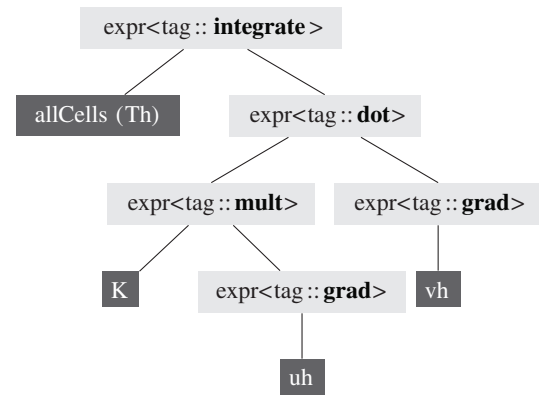 expr<tag :: integrate >
allCells (Th)
expr<tag :: dot>
expr<tag :: mult>
expr<tag :: grad>
K
expr<tag :: grad>
vh
uh